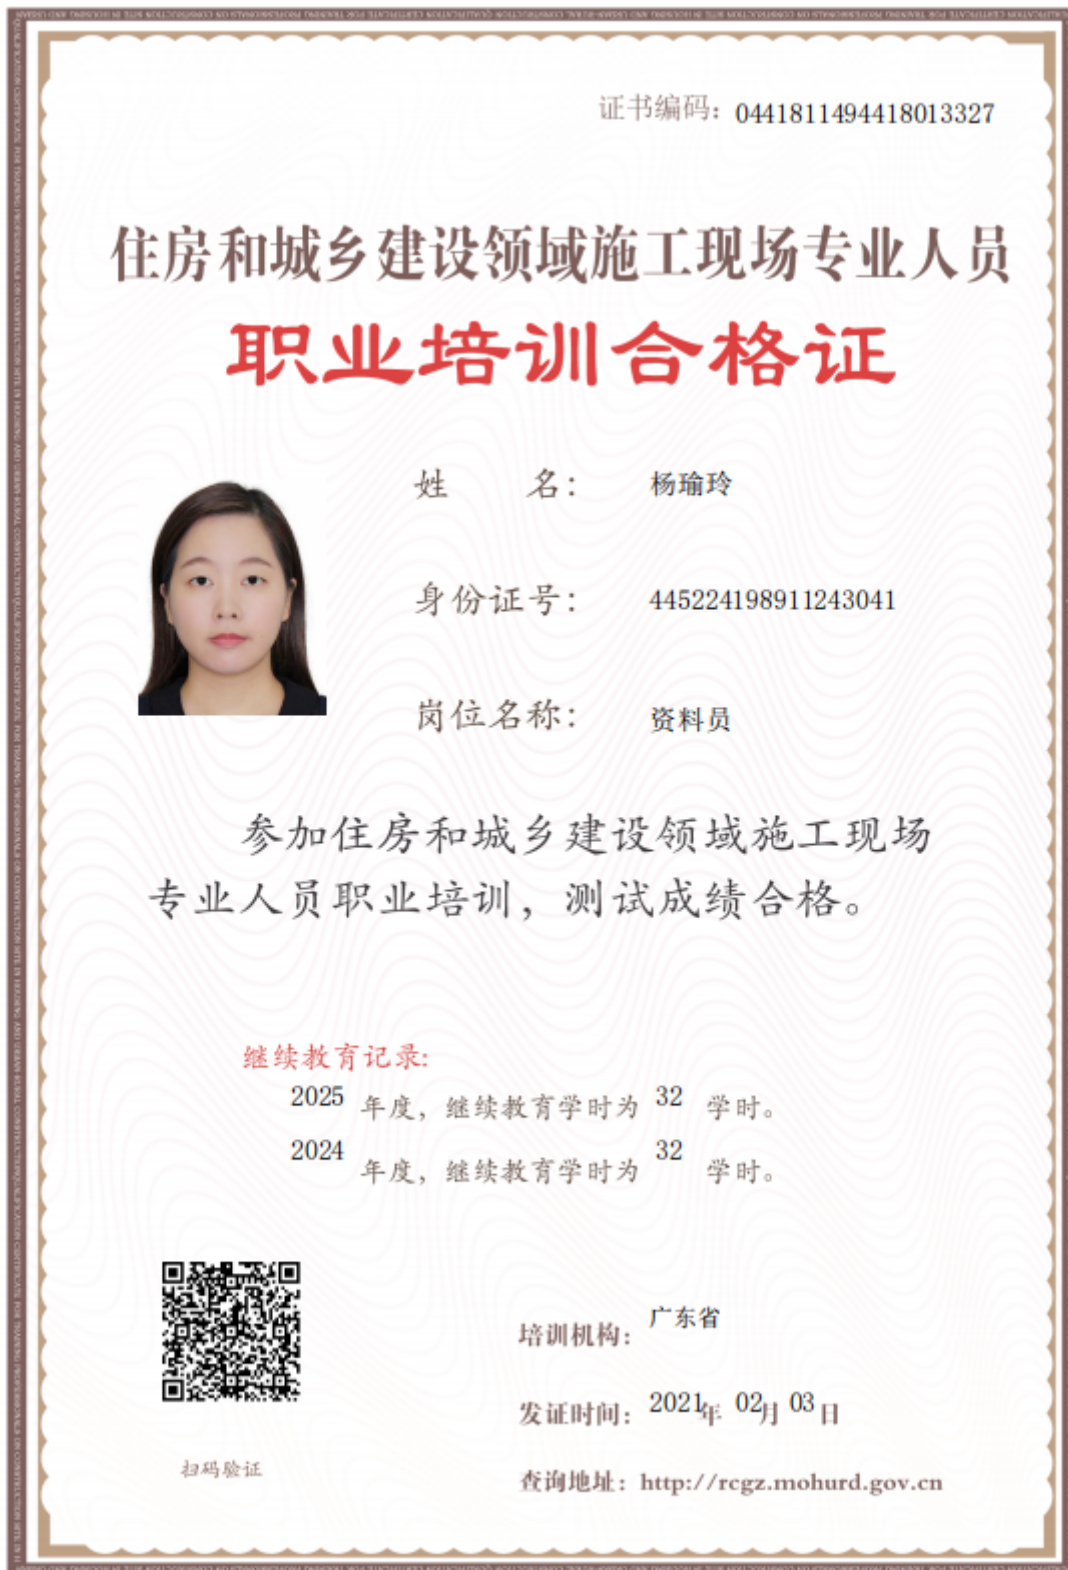 证书编码：0441811494418013327
住房和城乡建设领域施工现场专业人员
职业培训合格证
姓 名： 杨瑜玲
身份证号： 445224198911243041
岗位名称： 资料员
参加住房和城乡建设领域施工现场
专业人员职业培训，测试成绩合格。
继续教育记录:
2025 年度，继续教育学时为 32 学时。
2024 年度，继续教育学时为 32 学时。
培训机构： 广东省
发证时间： 2021年 02月 03日
扫码验证
查询地址：http://rcgz.mohurd.gov.cn